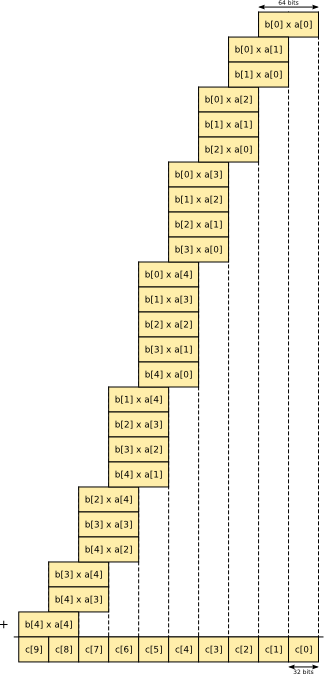 64 bits
b[0] x a[0]
b[0] x a[1]
b[1] x a[0]
b[0] x a[2]
b[1] x a[1]
b[2] x a[0]
b[0] x a[3]
b[1] x a[2]
b[2] x a[1]
b[3] x a[0]
b[0] x a[4]
b[1] x a[3]
b[2] x a[2]
b[3] x a[1]
b[4] x a[0]
b[1] x a[4]
b[2] x a[3]
b[3] x a[2]
b[4] x a[1]
b[2] x a[4]
b[3] x a[3]
b[4] x a[2]
b[3] x a[4]
b[4] x a[3]
+ b[4] x a[4]
c[9] c[8] c[7] c[6] c[5] c[4] c[3] c[2] c[1] c[0]
32 bits